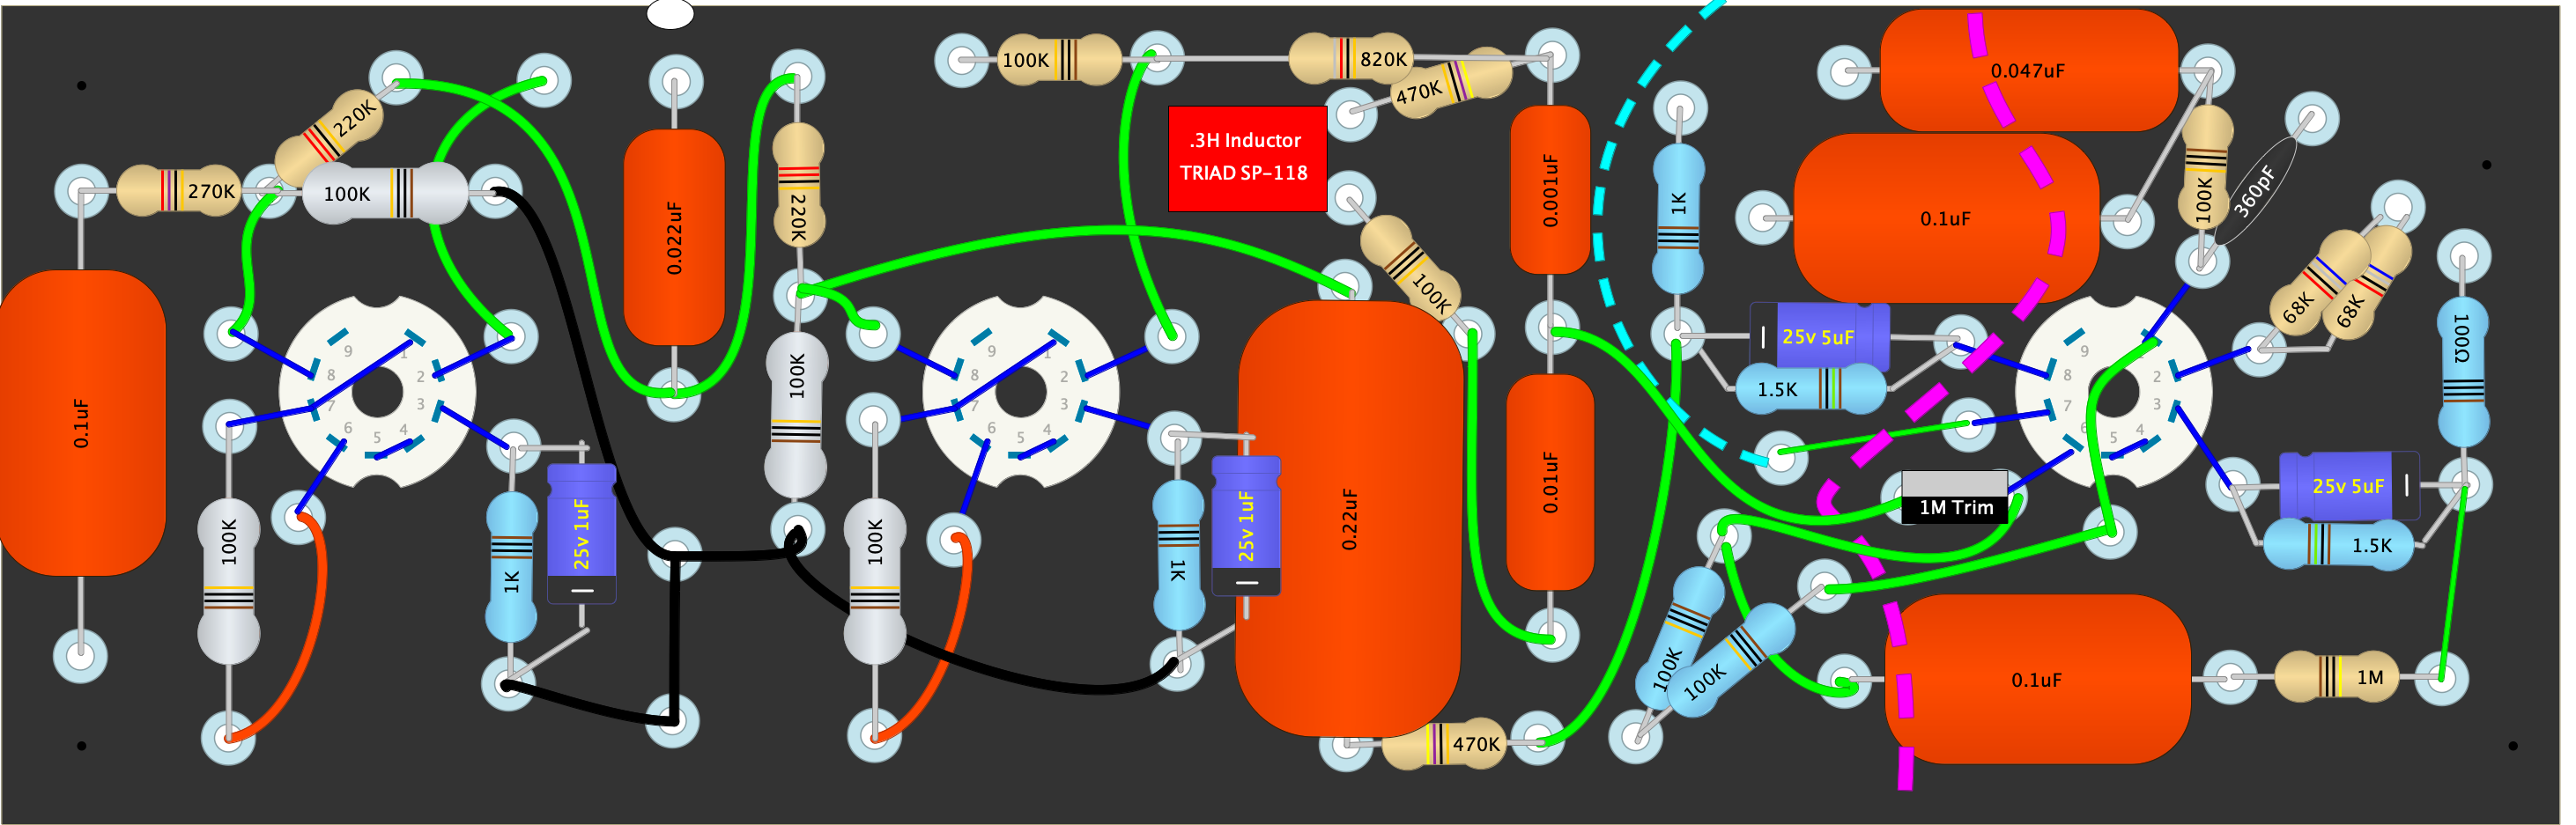 100K
820K
470K
0.047uF
220K
.3H Inductor
TRIAD SP-118
270K
100K
0.022uF
220K
0.001uF
1K
0.1uF
100K
360pF
100K
68K
68K
100Ω
25v 5uF
1.5K
9
1
8
2
7
3
6
5
4
9
1
8
2
7
3
6
5
4
9
8
2
7
3
6
5
4
0.1uF
100K
100K
1K
25v 1uF
100K
1K
25v 1uF
0.22uF
0.01uF
1M Trim
25v 5uF
1.5K
100K
100K
0.1uF
1M
470K